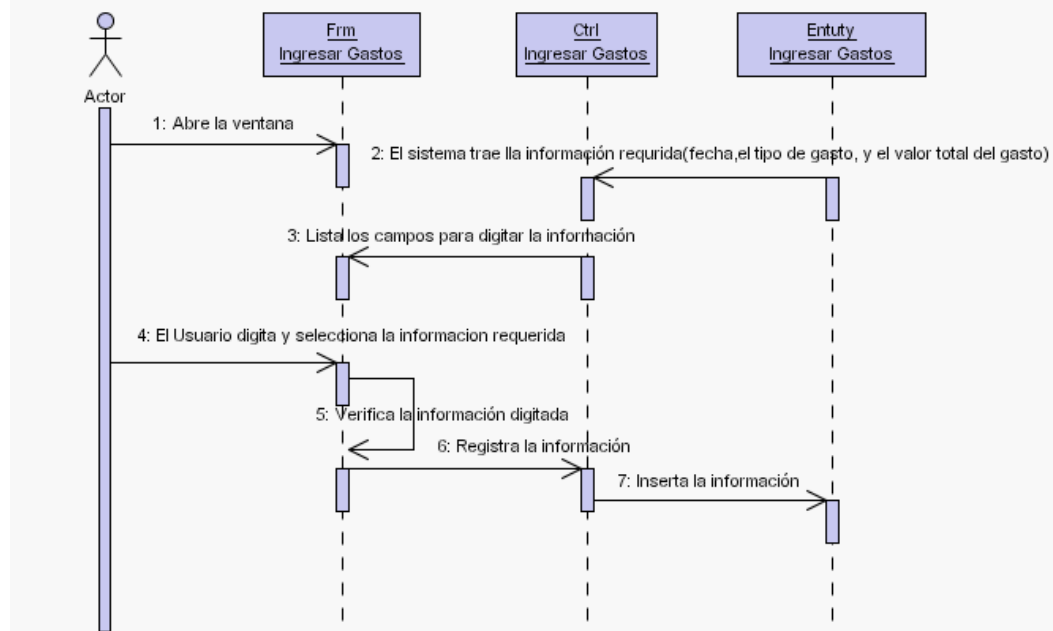 Frm
Ingresar Gastos
Ctrl
Ingresar Gastos
Entuty
Ingresar Gastos
Actor
1: Abre la ventana
2: El sistema trae lla información requrida(fecha,el tipo de gasto, y el valor total del gasto)
3: Lista los campos para digitar la información
4: El Usuario digita y selecciona la informacion requerida
5: Verifica la información digitada
6: Registra la información
7: Inserta la información